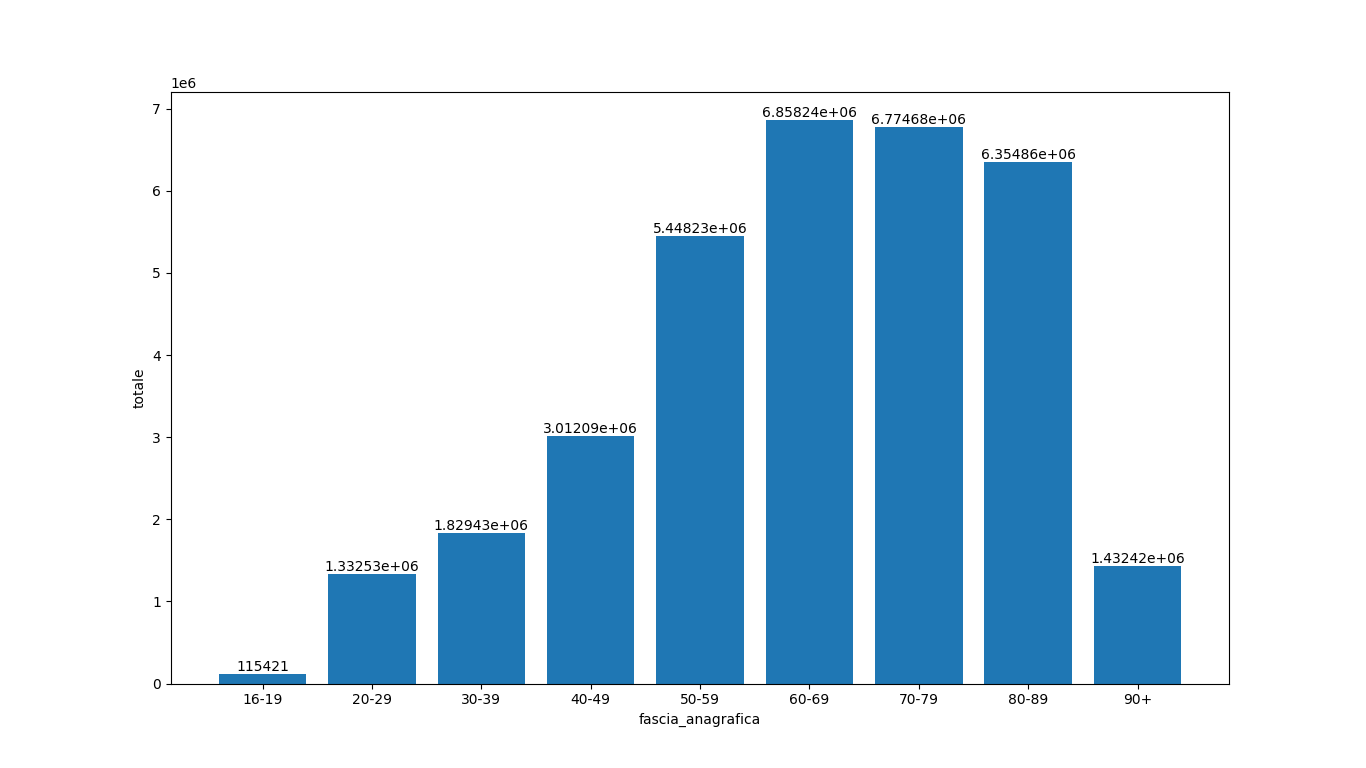 1e6
7
6.85824e+06
6.77468e+06
6.35486e+06
6
5.44823e+06
5
4
totale
3.01209e+06
3
2
1.82943e+06
1.33253e+06
1.43242e+06
1
115421
0
16-19 20-29 30-39 40-49 50-59 60-69 70-79 80-89 90+
fascia_anagrafica